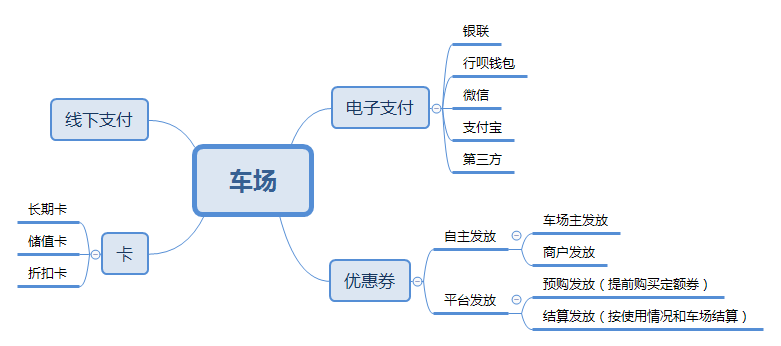 车场
电子支付
银联
行呗钱包
微信
支付宝
第三方
优惠券
自主发放
车场主发放
商户发放
平台发放
预购发放（提前购买定额券）
结算发放（按使用情况和车场结算）
线下支付
卡
长期卡
储值卡
折扣卡